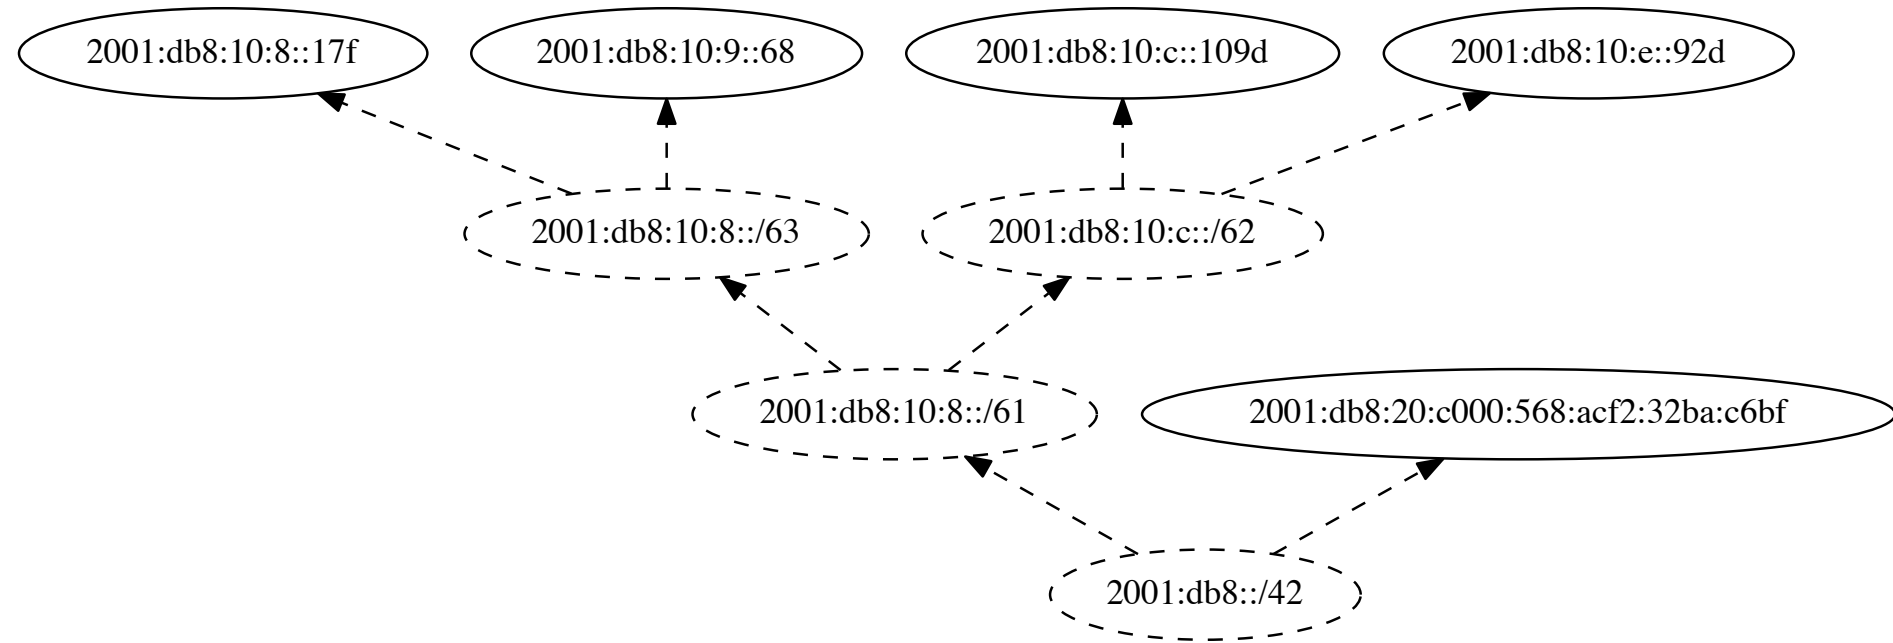 2001:db8:10:8::17f
2001:db8:10:9::68
2001:db8:10:c::109d
2001:db8:10:e::92d
2001:db8:10:8::/63
2001:db8:10:c::/62
2001:db8:10:8::/61
2001:db8:20:c000:568:acf2:32ba:c6bf
2001:db8::/42